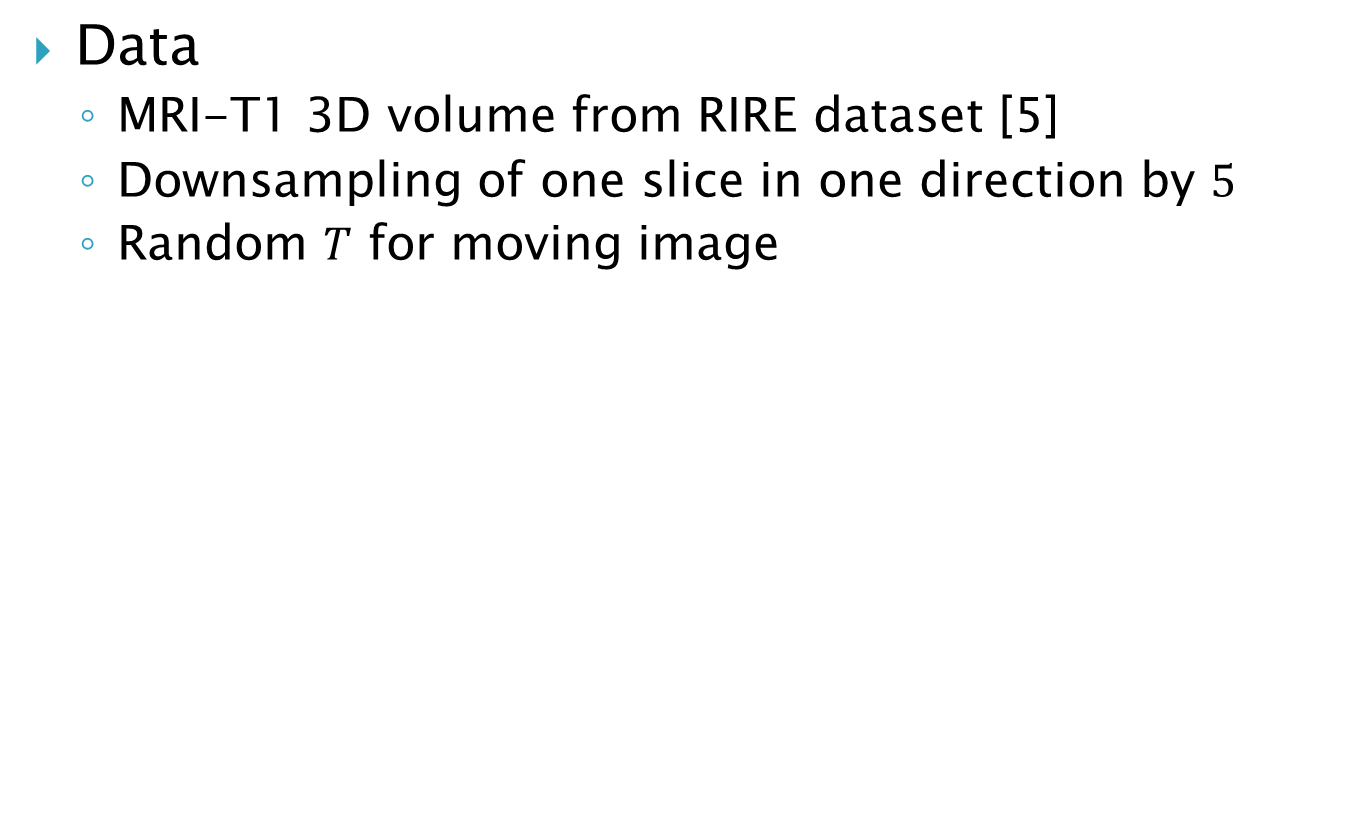 Data
MRI-T1 3D volume from RIRE dataset [5]
Downsampling of one slice in one direction by 5
Random T for moving image